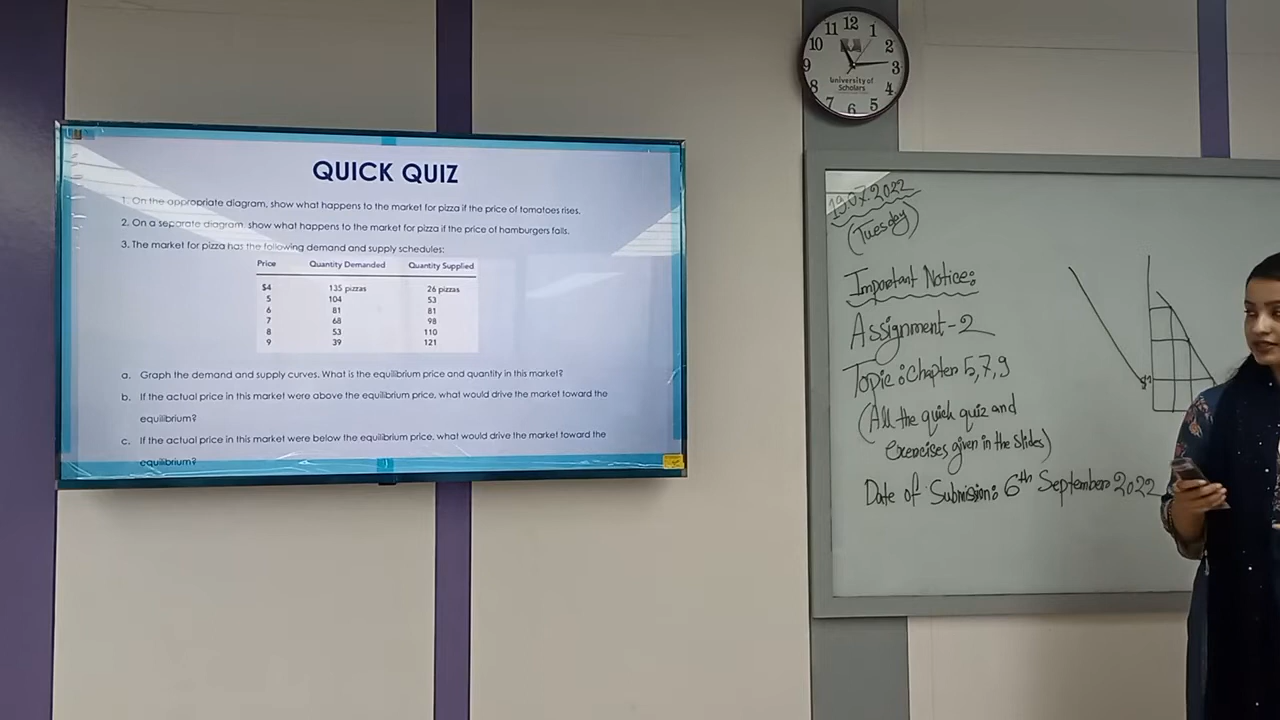 QUICK QUIZ
1. On the appropriate diagram, show what happens to the market for pizza if the price of tomatoes rises.
2. On a separate diagram, show what happens to the market for pizza if the price of hamburgers falls.
3. The market for pizza has the following demand and supply schedules:
Price Quantity Demanded Quantity Supplied
$4 135 pizzas 26 pizzas
5 104 53
6 81 81
7 68 98
8 53 110
9 39 121
a. Graph the demand and supply curves. What is the equilibrium price and quantity in this market?
b. If the actual price in this market were above the equilibrium price, what would drive the market toward the
equilibrium?
c. If the actual price in this market were below the equilibrium price, what would drive the market toward the
equilibrium?
11 12 1
10 2
9 3
8 4
7 6 5
University of
Scholars
19.07.2022
(Tuesday)
Important Notice:
Assignment-2
Topic: Chapter 5,7,9
(All the quick quiz and
exercises given in the slides)
Date of Submission: 6th September 2022